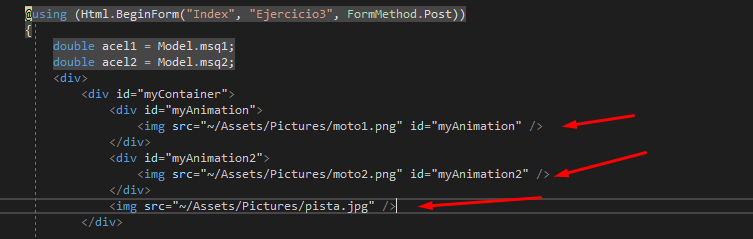 @using (Html.BeginForm("Index", "Ejercicio3", FormMethod.Post))
{
double acel1 = Model.msq1;
double acel2 = Model.msq2;
<div>
<div id="myContainer">
<div id="myAnimation">
<img src="~/Assets/Pictures/moto1.png" id="myAnimation" />
</div>
<div id="myAnimation2">
<img src="~/Assets/Pictures/moto2.png" id="myAnimation2" />
</div>
<img src="~/Assets/Pictures/pista.jpg" />
</div>